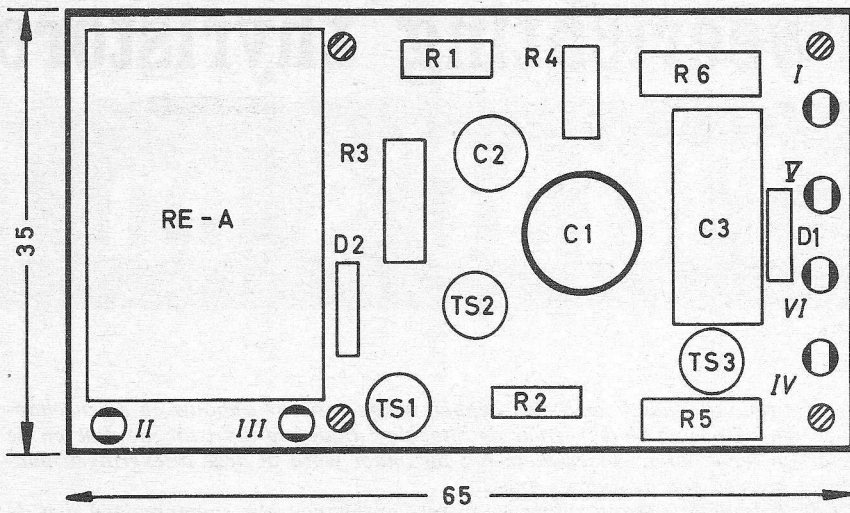 R1
R4
R6
I
R3
C2
V
RE-A
C1
C3
D1
35
D2
TS2
VI
TS3
IV
TS1
R2
R5
II
III
65